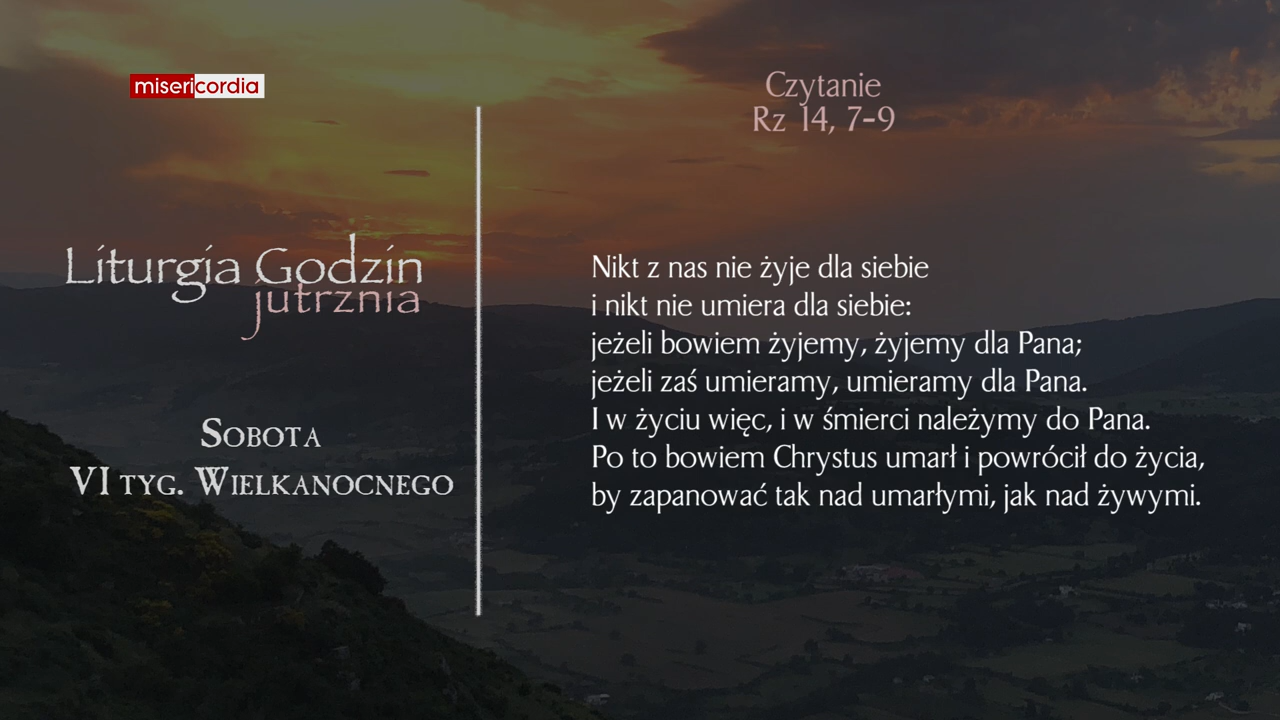 misericordia
Liturgia Godzin
jutrznia
Sobota
VI tyg. Wielkanocnego
Czytanie
Rz 14, 7-9
Nikt z nas nie żyje dla siebie
i nikt nie umiera dla siebie:
jeżeli bowiem żyjemy, żyjemy dla Pana;
jeżeli zaś umieramy, umieramy dla Pana.
I w życiu więc, i w śmierci należymy do Pana.
Po to bowiem Chrystus umarł i powrócił do życia,
by zapanować tak nad umarłymi, jak nad żywymi.